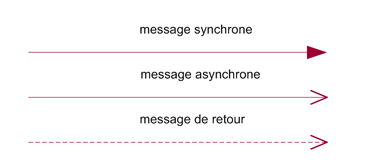 message synchrone
message asynchrone
message de retour